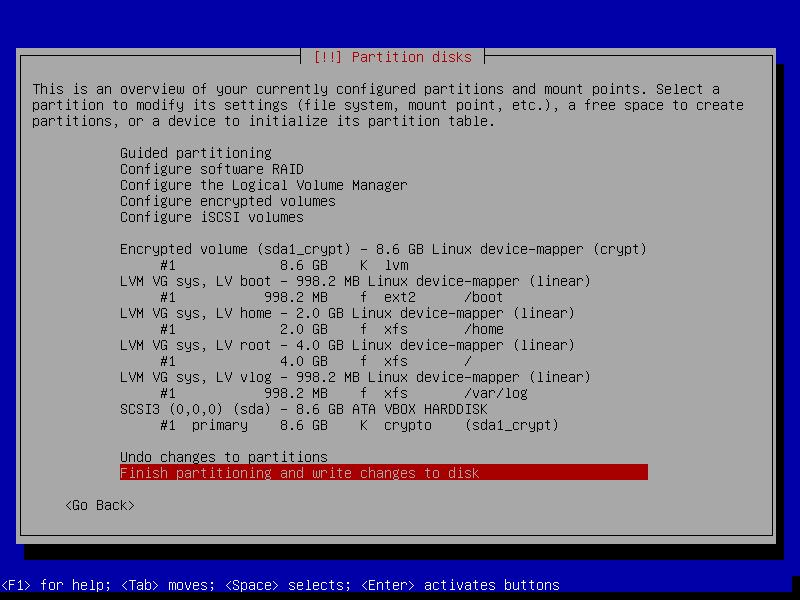 [!!] Partition disks
This is an overview of your currently configured partitions and mount points. Select a
partition to modify its settings (file system, mount point, etc.), a free space to create
partitions, or a device to initialize its partition table.
Guided partitioning
Configure software RAID
Configure the Logical Volume Manager
Configure encrypted volumes
Configure iSCSI volumes
Encrypted volume (sda1_crypt) - 8.6 GB Linux device-mapper (crypt)
#1 8.6 GB K lvm
LVM VG sys, LV boot - 998.2 MB Linux device-mapper (linear)
#1 998.2 MB f ext2 /boot
LVM VG sys, LV home - 2.0 GB Linux device-mapper (linear)
#1 2.0 GB f xfs /home
LVM VG sys, LV root - 4.0 GB Linux device-mapper (linear)
#1 4.0 GB f xfs /
LVM VG sys, LV vlog - 998.2 MB Linux device-mapper (linear)
#1 998.2 MB f xfs /var/log
SCSI3 (0,0,0) (sda) - 8.6 GB ATA VBOX HARDDISK
#1 primary 8.6 GB K crypto (sda1_crypt)
Undo changes to partitions
Finish partitioning and write changes to disk
<Go Back>
<F1> for help; <Tab> moves; <Space> selects; <Enter> activates buttons